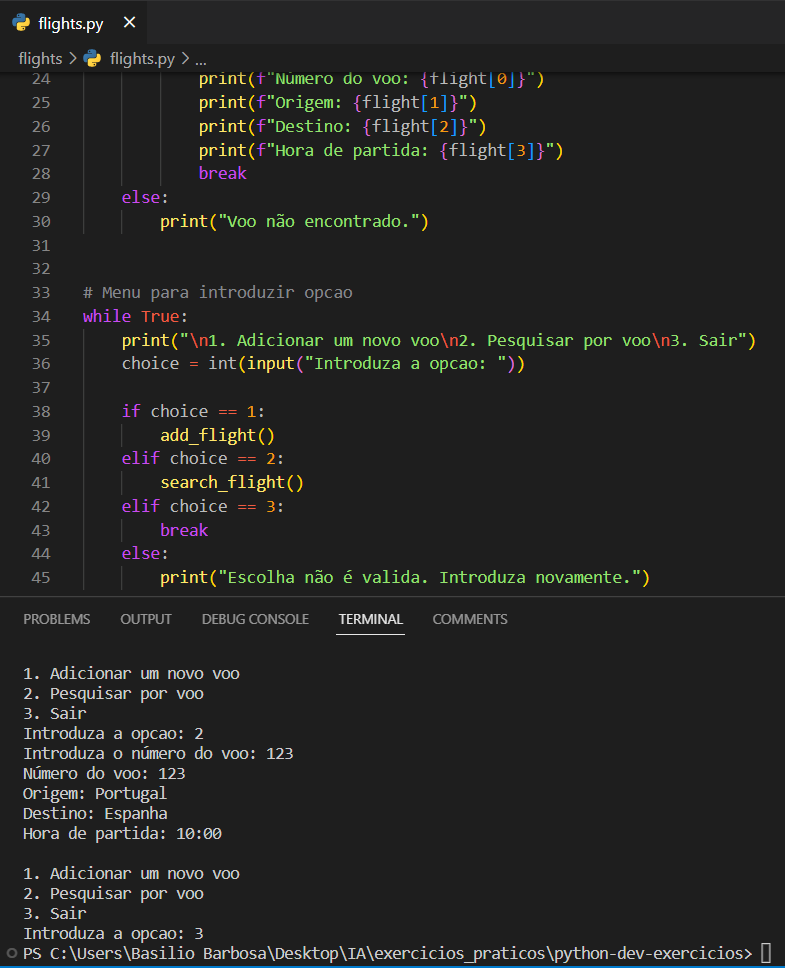 flights.py ×
flights > flights.py > ...
24 print(f"Número do voo: {flight[0]}")
25 print(f"Origem: {flight[1]}")
26 print(f"Destino: {flight[2]}")
27 print(f"Hora de partida: {flight[3]}")
28 break
29 else:
30 print("Voo não encontrado.")
31
32
33 # Menu para introduzir opcao
34 while True:
35 print("\n1. Adicionar um novo voo\n2. Pesquisar por voo\n3. Sair")
36 choice = int(input("Introduza a opcao: "))
37
38 if choice == 1:
39 add_flight()
40 elif choice == 2:
41 search_flight()
42 elif choice == 3:
43 break
44 else:
45 print("Escolha não é valida. Introduza novamente.")
PROBLEMS OUTPUT DEBUG CONSOLE TERMINAL COMMENTS
1. Adicionar um novo voo
2. Pesquisar por voo
3. Sair
Introduza a opcao: 2
Introduza o número do voo: 123
Número do voo: 123
Origem: Portugal
Destino: Espanha
Hora de partida: 10:00
1. Adicionar um novo voo
2. Pesquisar por voo
3. Sair
Introduza a opcao: 3
PS C:\Users\Basilio Barbosa\Desktop\IA\exercicios_praticos\python-dev-exercicios>